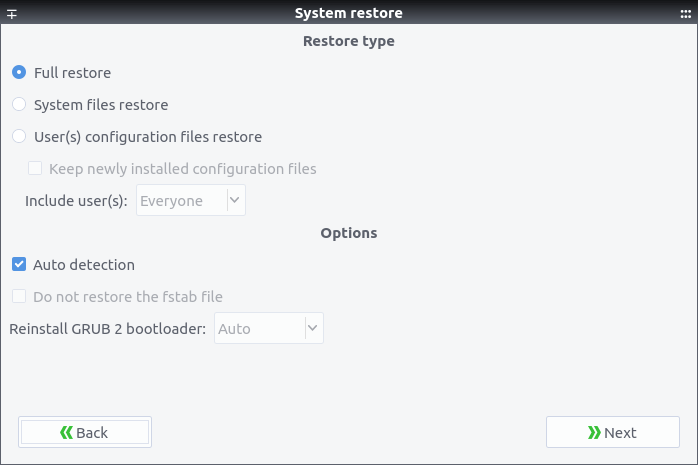 System restore
Restore type
Full restore
System files restore
User(s) configuration files restore
Keep newly installed configuration files
Include user(s): Everyone
Options
Auto detection
Do not restore the fstab file
Reinstall GRUB 2 bootloader: Auto
Back Next